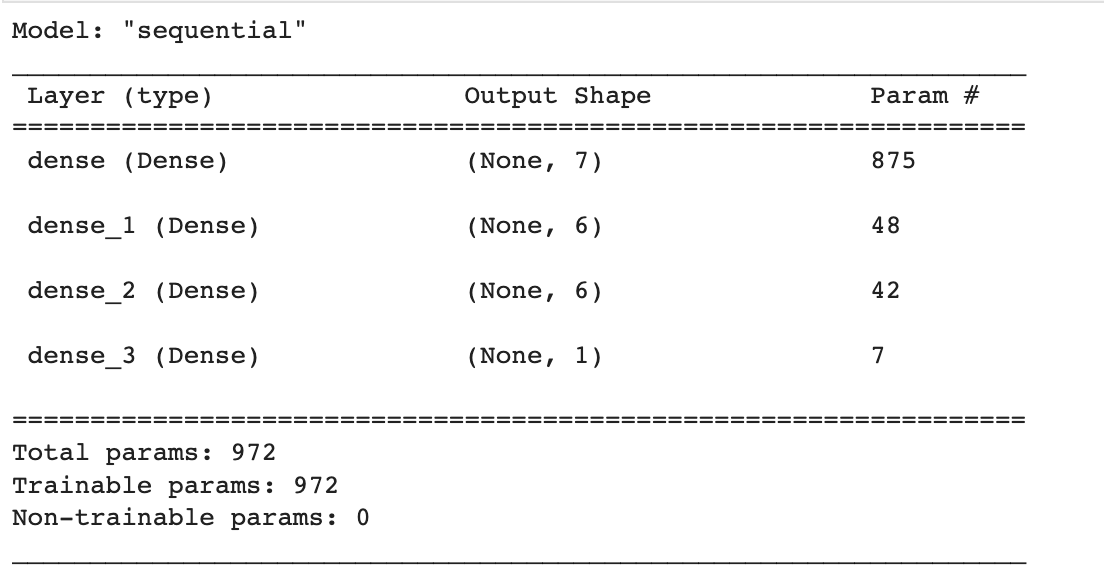 Model: "sequential"
Layer (type) Output Shape Param #
=================================================================
dense (Dense) (None, 7) 875
dense_1 (Dense) (None, 6) 48
dense_2 (Dense) (None, 6) 42
dense_3 (Dense) (None, 1) 7
=================================================================
Total params: 972
Trainable params: 972
Non-trainable params: 0